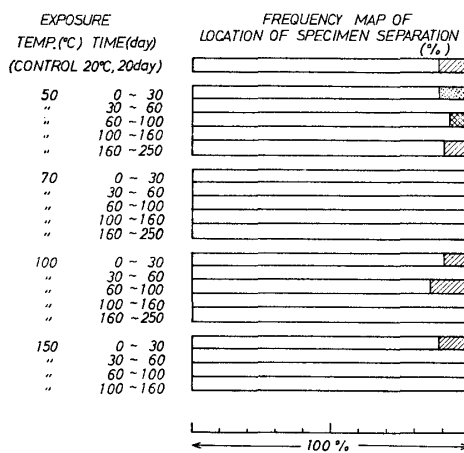 EXPOSURE
TEMP.(°C) TIME(day)
(CONTROL 20°C, 20day)
FREQUENCY MAP OF
LOCATION OF SPECIMEN SEPARATION
(%)
50 0 ~ 30
" 30 ~ 60
" 60 ~100
" 100 ~160
" 160 ~250
70 0 ~ 30
" 30 ~ 60
" 60 ~100
" 100 ~160
" 160 ~250
100 0 ~ 30
" 30 ~ 60
" 60 ~100
" 100 ~160
" 160 ~250
150 0 ~ 30
" 30 ~ 60
" 60 ~100
" 100 ~160
100 %